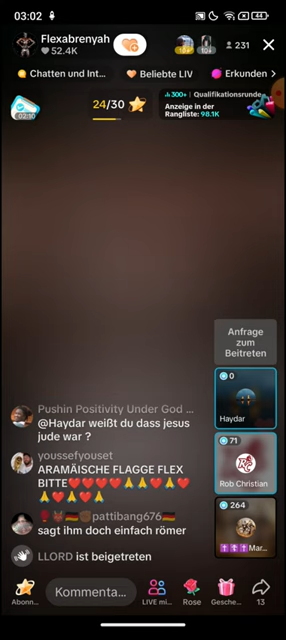 03:02
44
Flexabrenyah
52.4K
231
Chatten und Int...
Beliebte LIV
Erkunden
02:10
24/30
300+ | Qualifikationsrunde
Anzeige in der
Rangliste: 98.1K
Anfrage
zum
Beitreten
0
Haydar
71
Rob Christian
264
Mar...
Pushin Positivity Under God ...
@Haydar weißt du dass jesus
jude war ?
youssefyouset
ARAMÄISCHE FLAGGE FLEX
BITTE❤️❤️❤️❤️🙏🙏❤️🙏❤️
🙏❤️🙏❤️🙏
pattibang676🇩🇪
sagt ihm doch einfach römer
LLORD ist beigetreten
Abonn...
Kommenta...
LIVE mi...
Rose
Gesche...
13